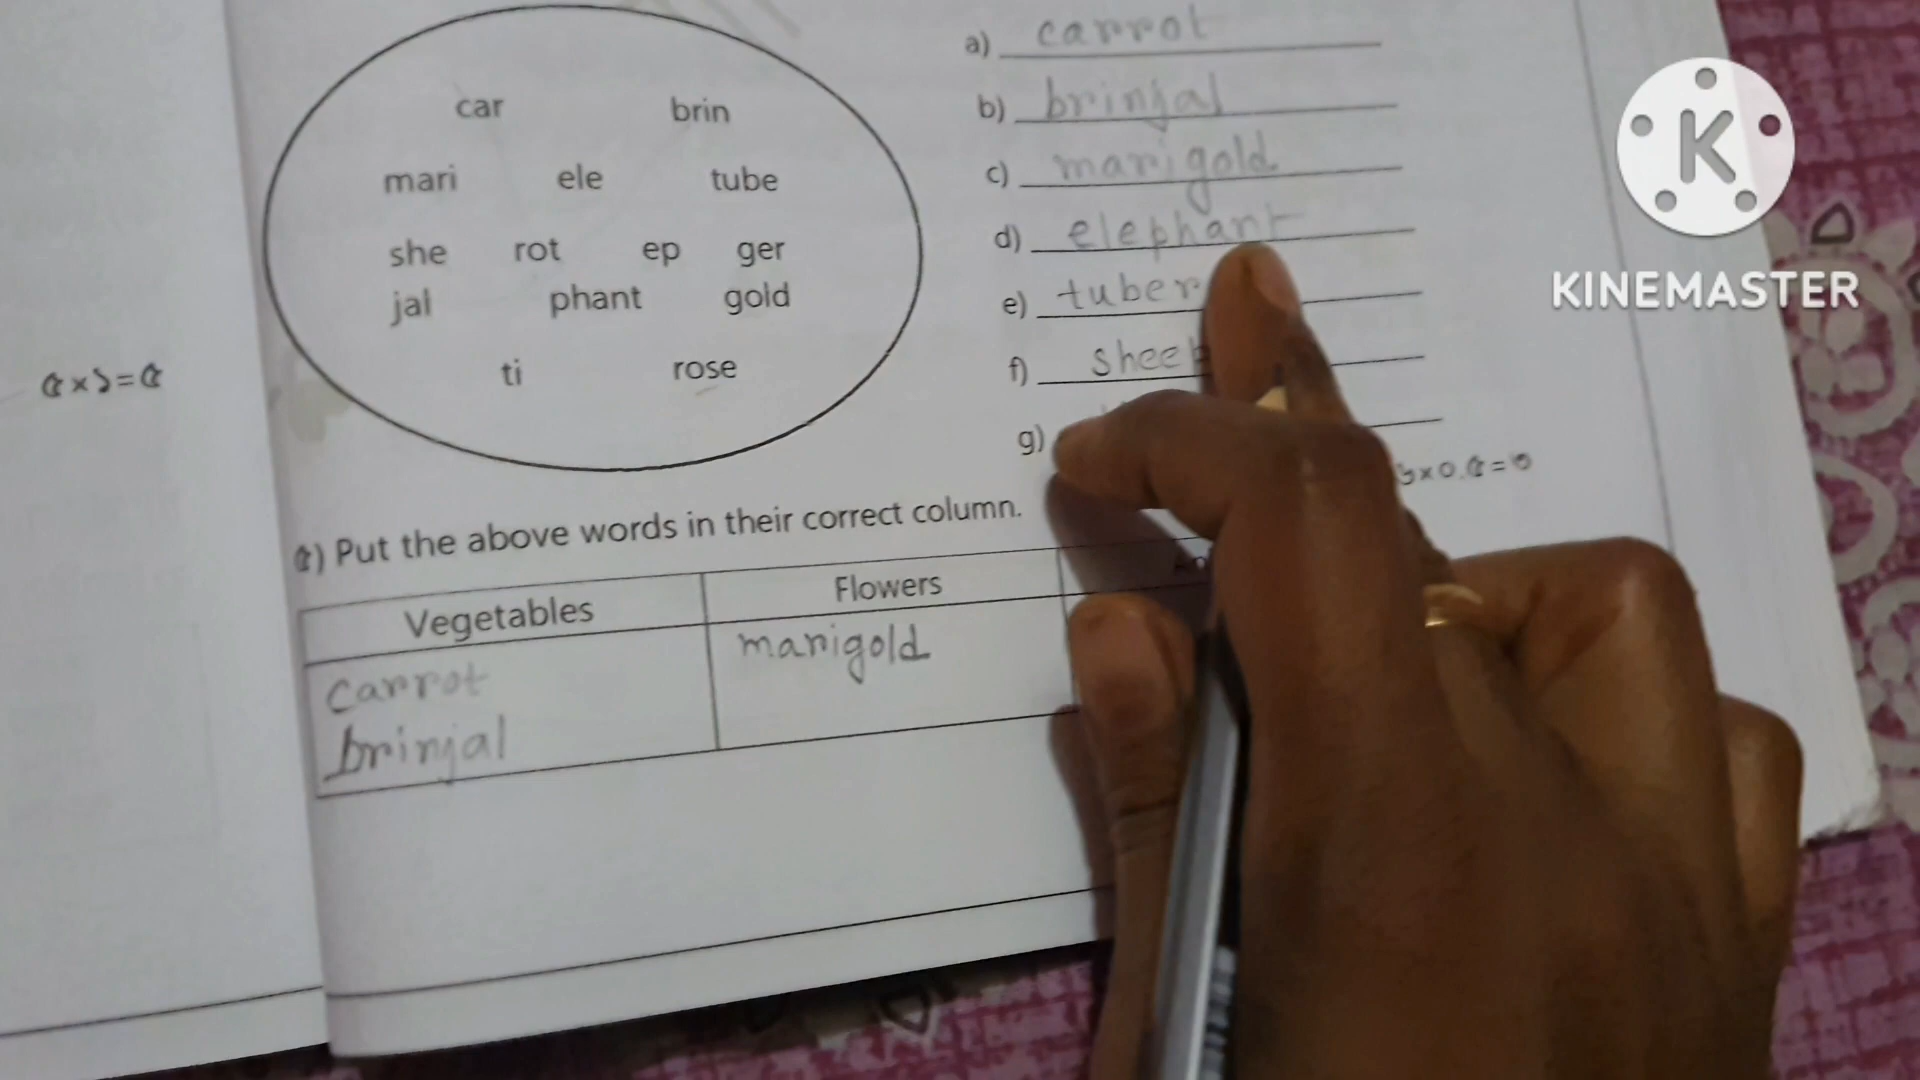 car brin
mari ele tube
she rot ep ger
jal phant gold
ti rose
a) carrot
b) brinjal
c) marigold
d) elephant
e) tuber
f) sheep
g)
Put the above words in their correct column.
Vegetables Flowers
carrot marigold
brinjal
KINEMASTER